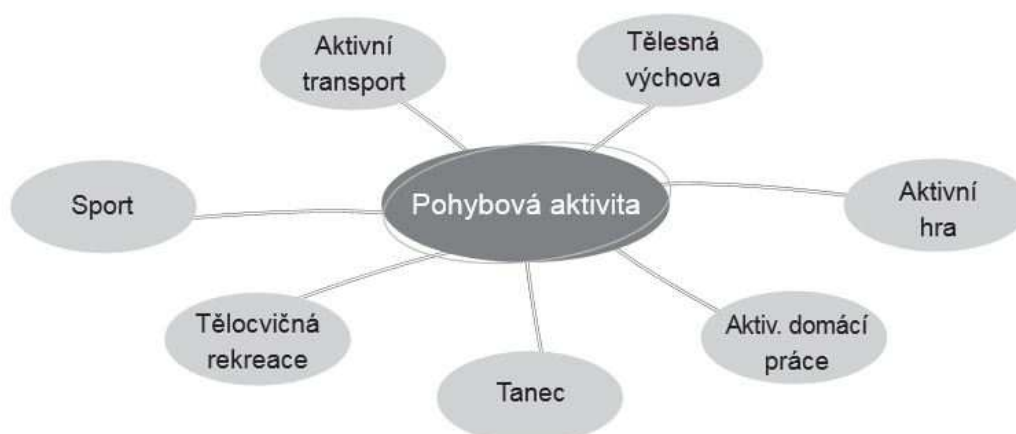 Aktivní
transport
Tělesná
výchova
Sport
Pohybová aktivita
Aktivní
hra
Tělocvičná
rekreace
Tanec
Aktiv. domácí
práce